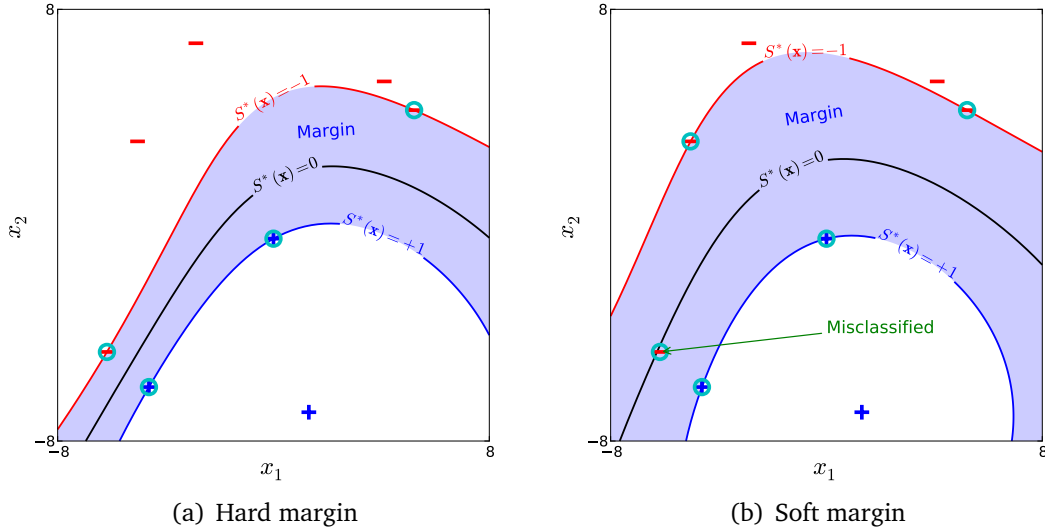 8
x₂
S*(x)=−1
Margin
S*(x)=0
S*(x)=+1
−8
−8
8
x₁
(a) Hard margin
8
x₂
S*(x)=−1
Margin
S*(x)=0
S*(x)=+1
Misclassified
−8
−8
8
x₁
(b) Soft margin